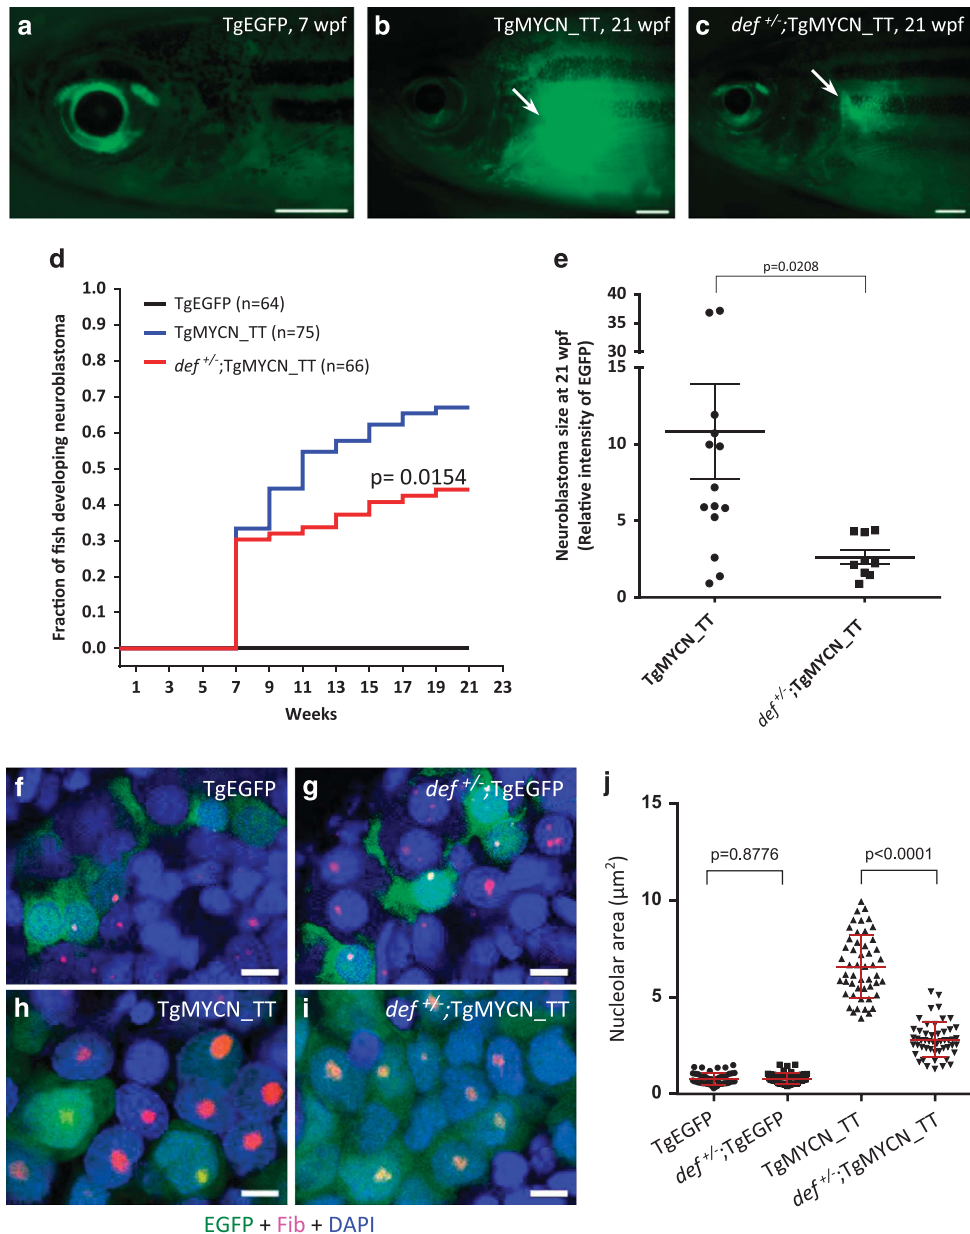 a TgEGFP, 7 wpf
b TgMYCN_TT, 21 wpf
c def +/-;TgMYCN_TT, 21 wpf
d
Fraction of fish developing neuroblastoma
1.0
0.9
0.8
0.7
0.6
0.5
0.4
0.3
0.2
0.1
0.0
TgEGFP (n=64)
TgMYCN_TT (n=75)
def +/-;TgMYCN_TT (n=66)
p= 0.0154
1 3 5 7 9 11 13 15 17 19 21 23
Weeks
e
p=0.0208
Neuroblastoma size at 21 wpf
(Relative intensity of EGFP)
40
35
30
15
10
5
0
TgMYCN_TT
def +/-;TgMYCN_TT
f TgEGFP
g def +/-;TgEGFP
h TgMYCN_TT
i def +/-;TgMYCN_TT
EGFP + Fib + DAPI
j
Nucleolar area (μm2)
15
10
5
0
p=0.8776
p<0.0001
TgEGFP
def +/-;TgEGFP
TgMYCN_TT
def +/-;TgMYCN_TT